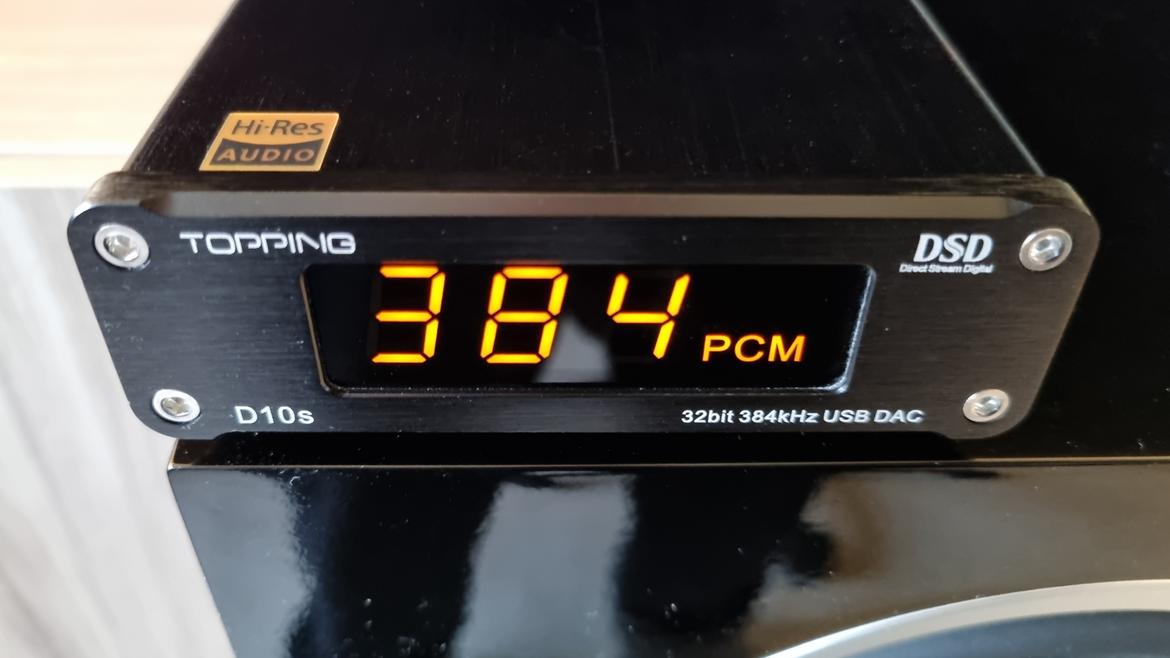 Hi-Res
AUDIO
TOPPING
DSD
Direct Stream Digital
384 PCM
D10s
32bit 384kHz USB DAC